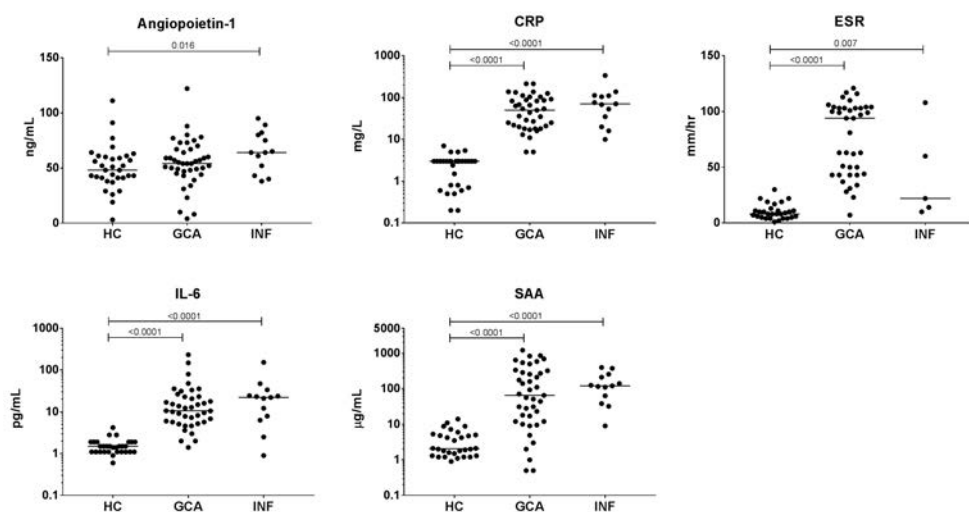 Angiopoietin-1
0.016
150
100
50
0
ng/mL
HC GCA INF
CRP
<0.0001
<0.0001
1000
100
10
1
0.1
mg/L
HC GCA INF
ESR
0.007
<0.0001
150
100
50
0
mm/hr
HC GCA INF
IL-6
<0.0001
<0.0001
1000
100
10
1
0.1
pg/mL
HC GCA INF
SAA
<0.0001
<0.0001
5000
1000
100
10
1
0.1
µg/mL
HC GCA INF